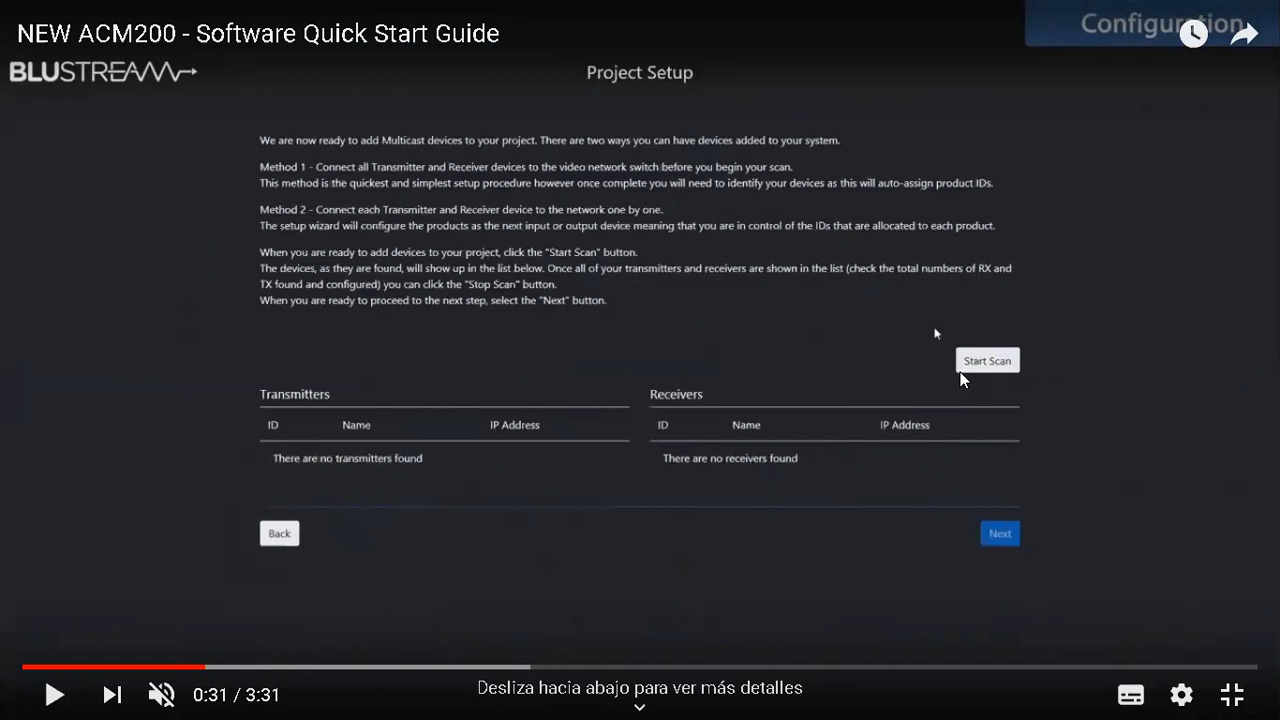 NEW ACM200 - Software Quick Start Guide
Configuration
BLUSTREAM
Project Setup
We are now ready to add Multicast devices to your project. There are two ways you can have devices added to your system.
Method 1 - Connect all Transmitter and Receiver devices to the video network switch before you begin your scan.
This method is the quickest and simplest setup procedure however once complete you will need to identify your devices as this will auto-assign product IDs.
Method 2 - Connect each Transmitter and Receiver device to the network one by one.
The setup wizard will configure the products as the next input or output device meaning that you are in control of the IDs that are allocated to each product.
When you are ready to add devices to your project, click the "Start Scan" button.
The devices, as they are found, will show up in the list below. Once all of your transmitters and receivers are shown in the list (check the total numbers of RX and
TX found and configured) you can click the "Stop Scan" button.
When you are ready to proceed to the next step, select the "Next" button.
Start Scan
Transmitters
ID Name IP Address
There are no transmitters found
Receivers
ID Name IP Address
There are no receivers found
Back
Next
0:31 / 3:31
Desliza hacia abajo para ver más detalles